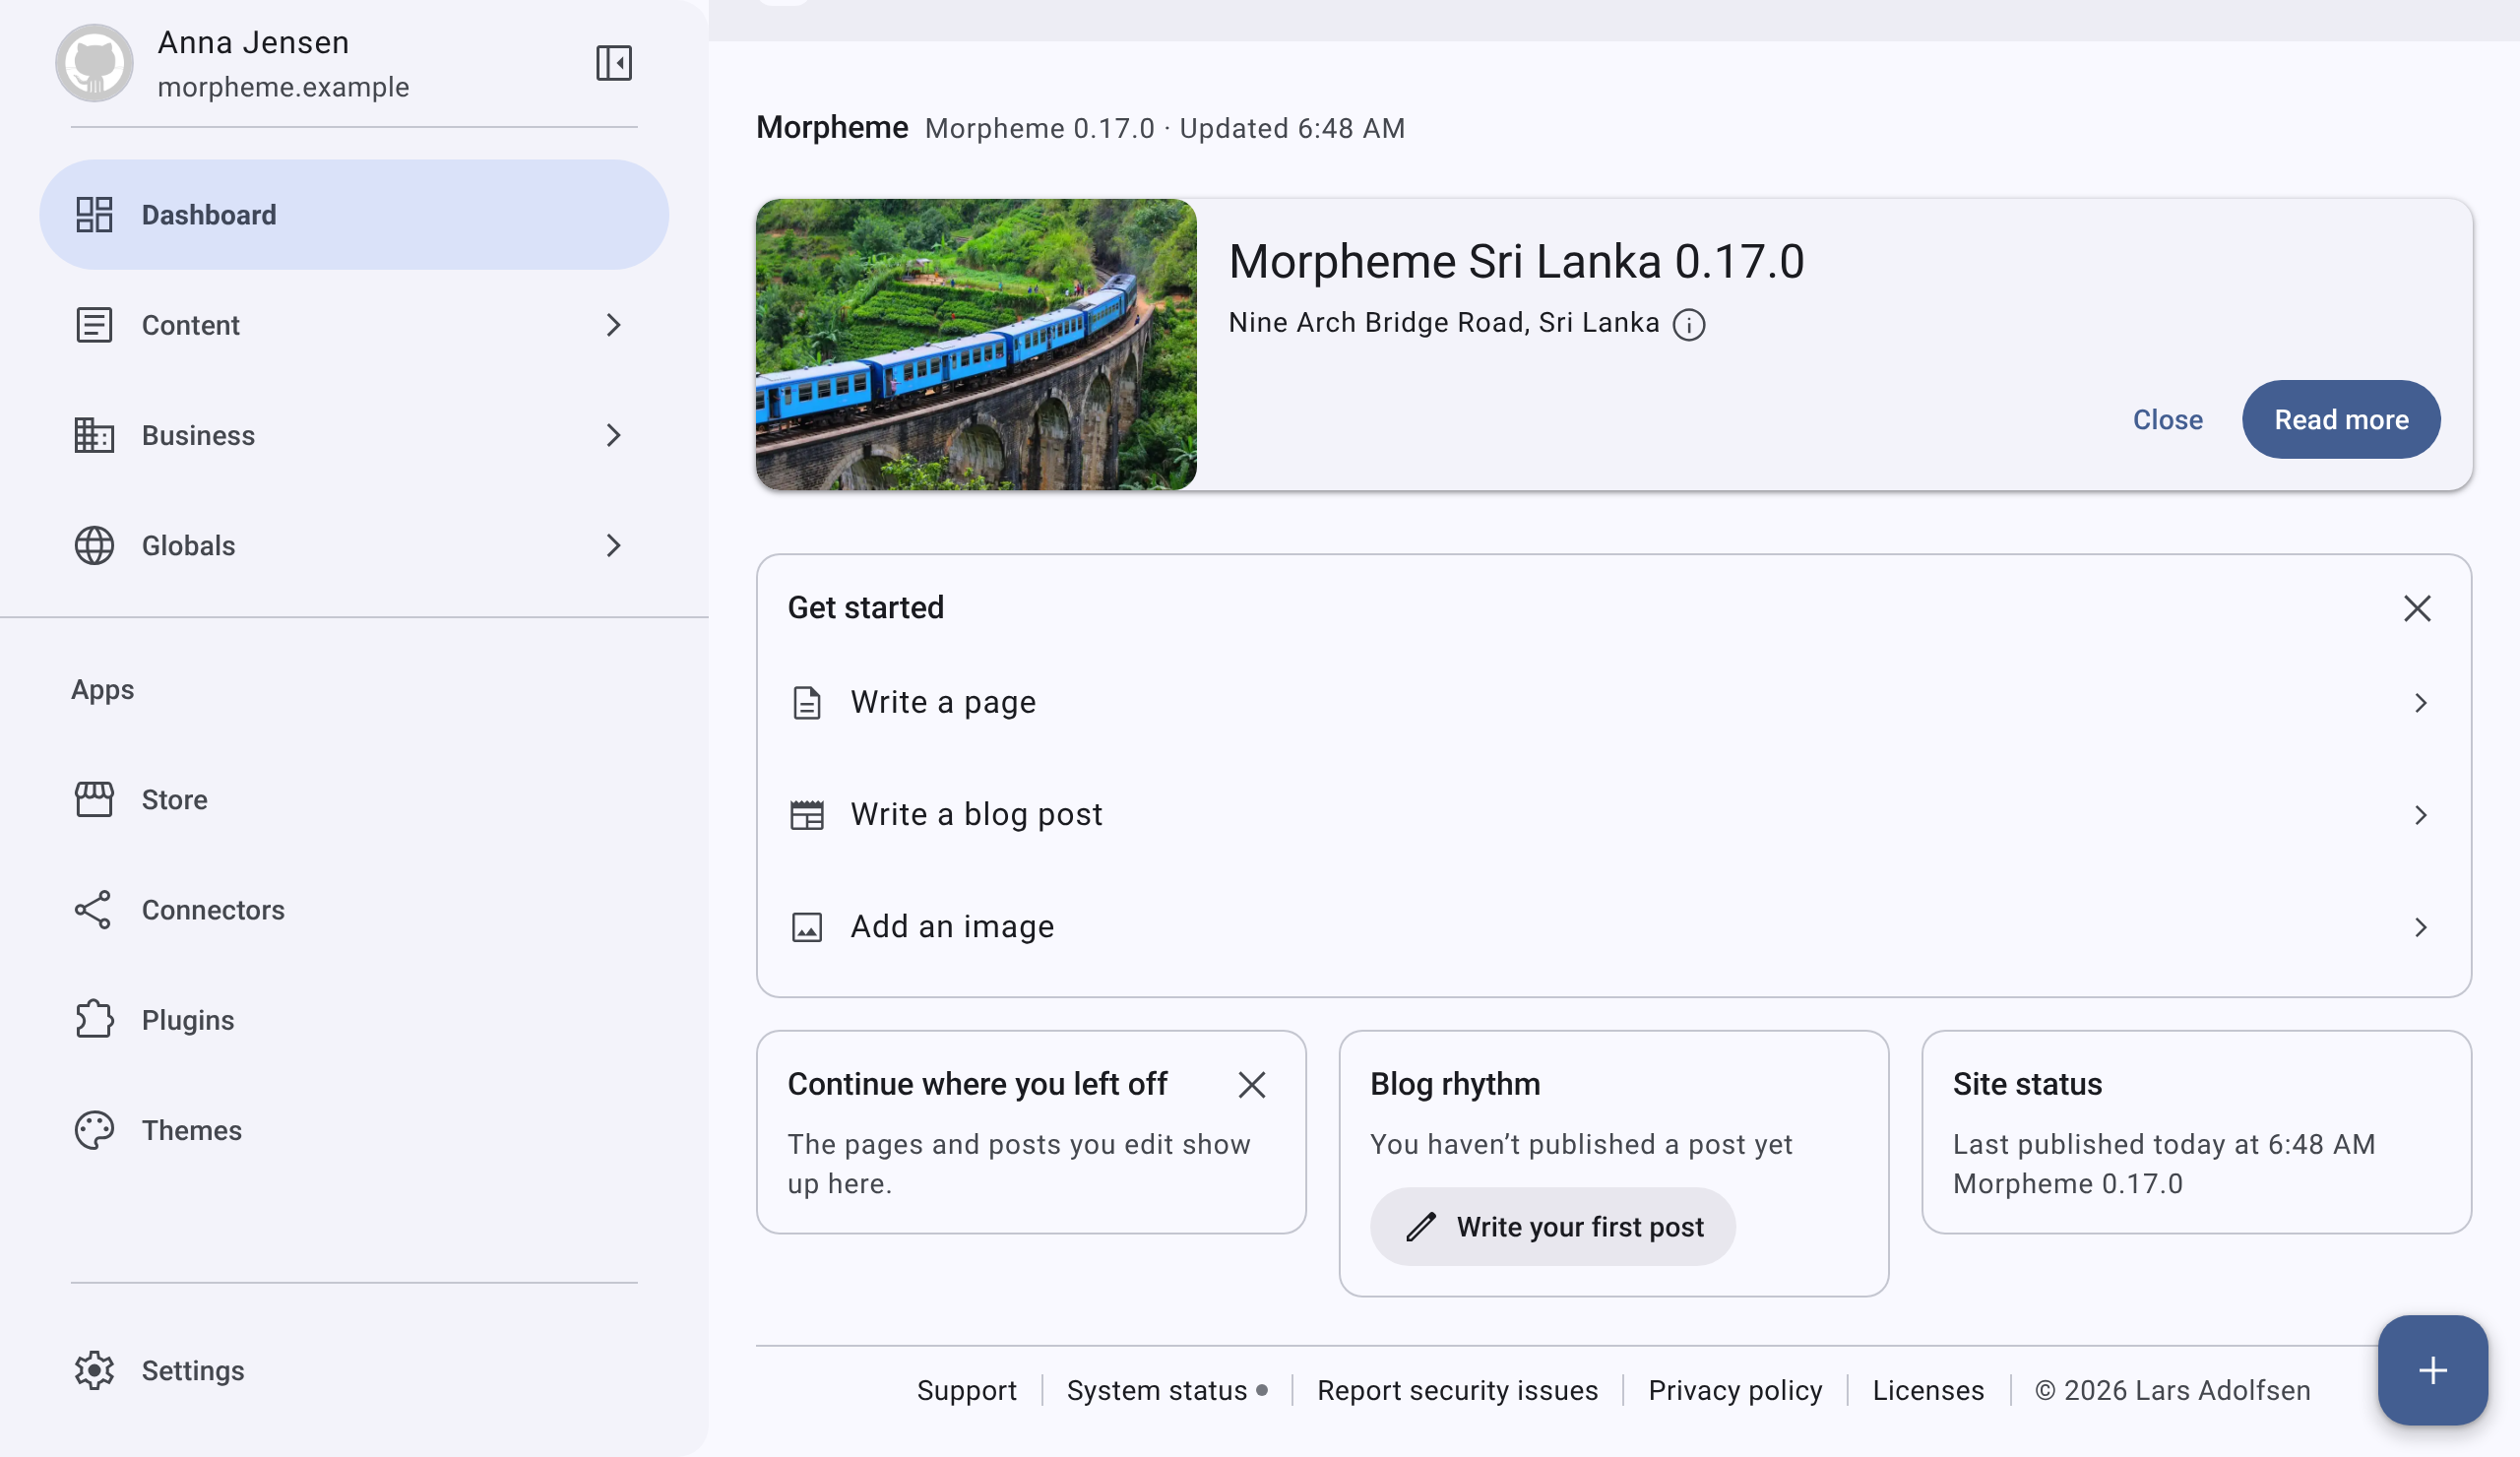 Anna Jensen
morpheme.example
Dashboard
Content
Business
Globals
Apps
Store
Connectors
Plugins
Themes
Settings
Morpheme Morpheme 0.17.0 · Updated 6:48 AM
Morpheme Sri Lanka 0.17.0
Nine Arch Bridge Road, Sri Lanka
Close
Read more
Get started
Write a page
Write a blog post
Add an image
Continue where you left off
The pages and posts you edit show
up here.
Blog rhythm
You haven’t published a post yet
Write your first post
Site status
Last published today at 6:48 AM
Morpheme 0.17.0
Support
System status
Report security issues
Privacy policy
Licenses
© 2026 Lars Adolfsen